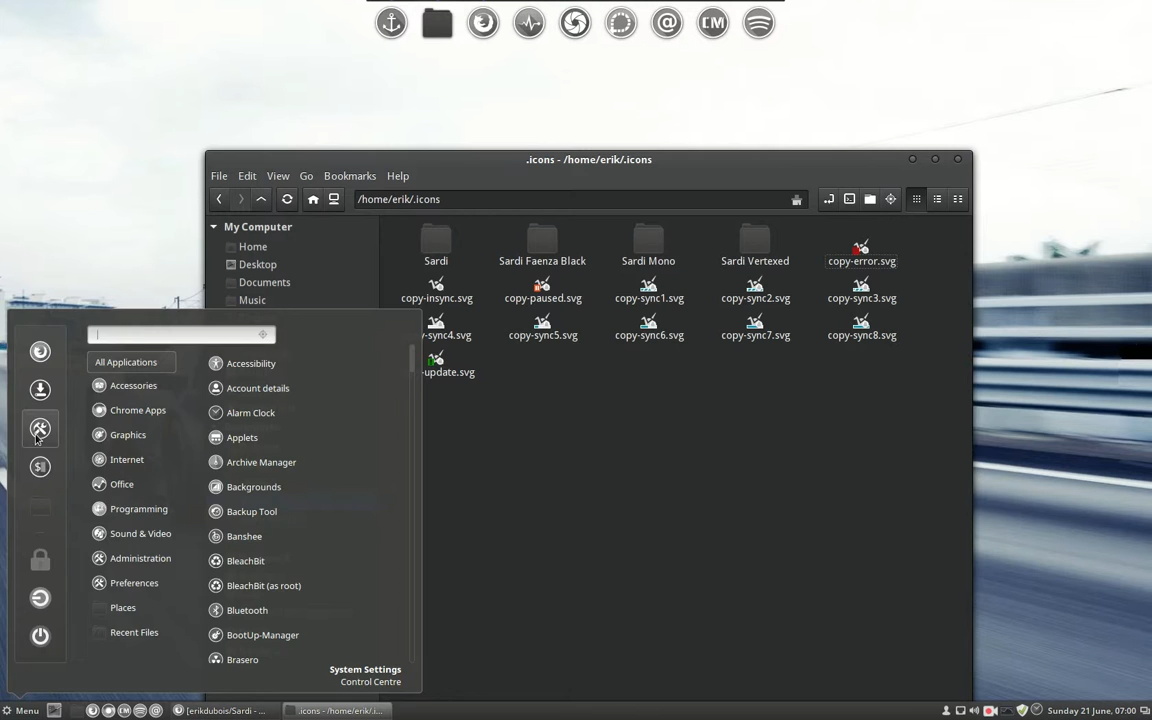 .icons - /home/erik/.icons
File Edit View Go Bookmarks Help
/home/erik/.icons
My Computer
Home
Desktop
Documents
Music
Sardi
Sardi Faenza Black
Sardi Mono
Sardi Vertexed
copy-error.svg
copy-insync.svg
copy-paused.svg
copy-sync1.svg
copy-sync2.svg
copy-sync3.svg
-sync4.svg
copy-sync5.svg
copy-sync6.svg
copy-sync7.svg
copy-sync8.svg
-update.svg
All Applications
Accessories
Chrome Apps
Graphics
Internet
Office
Programming
Sound & Video
Administration
Preferences
Places
Recent Files
Accessibility
Account details
Alarm Clock
Applets
Archive Manager
Backgrounds
Backup Tool
Banshee
BleachBit
BleachBit (as root)
Bluetooth
BootUp-Manager
Brasero
System Settings
Control Centre
Menu
[erikdubois/Sardi - ...
.icons - /home/erik/.i...
Sunday 21 June, 07:00